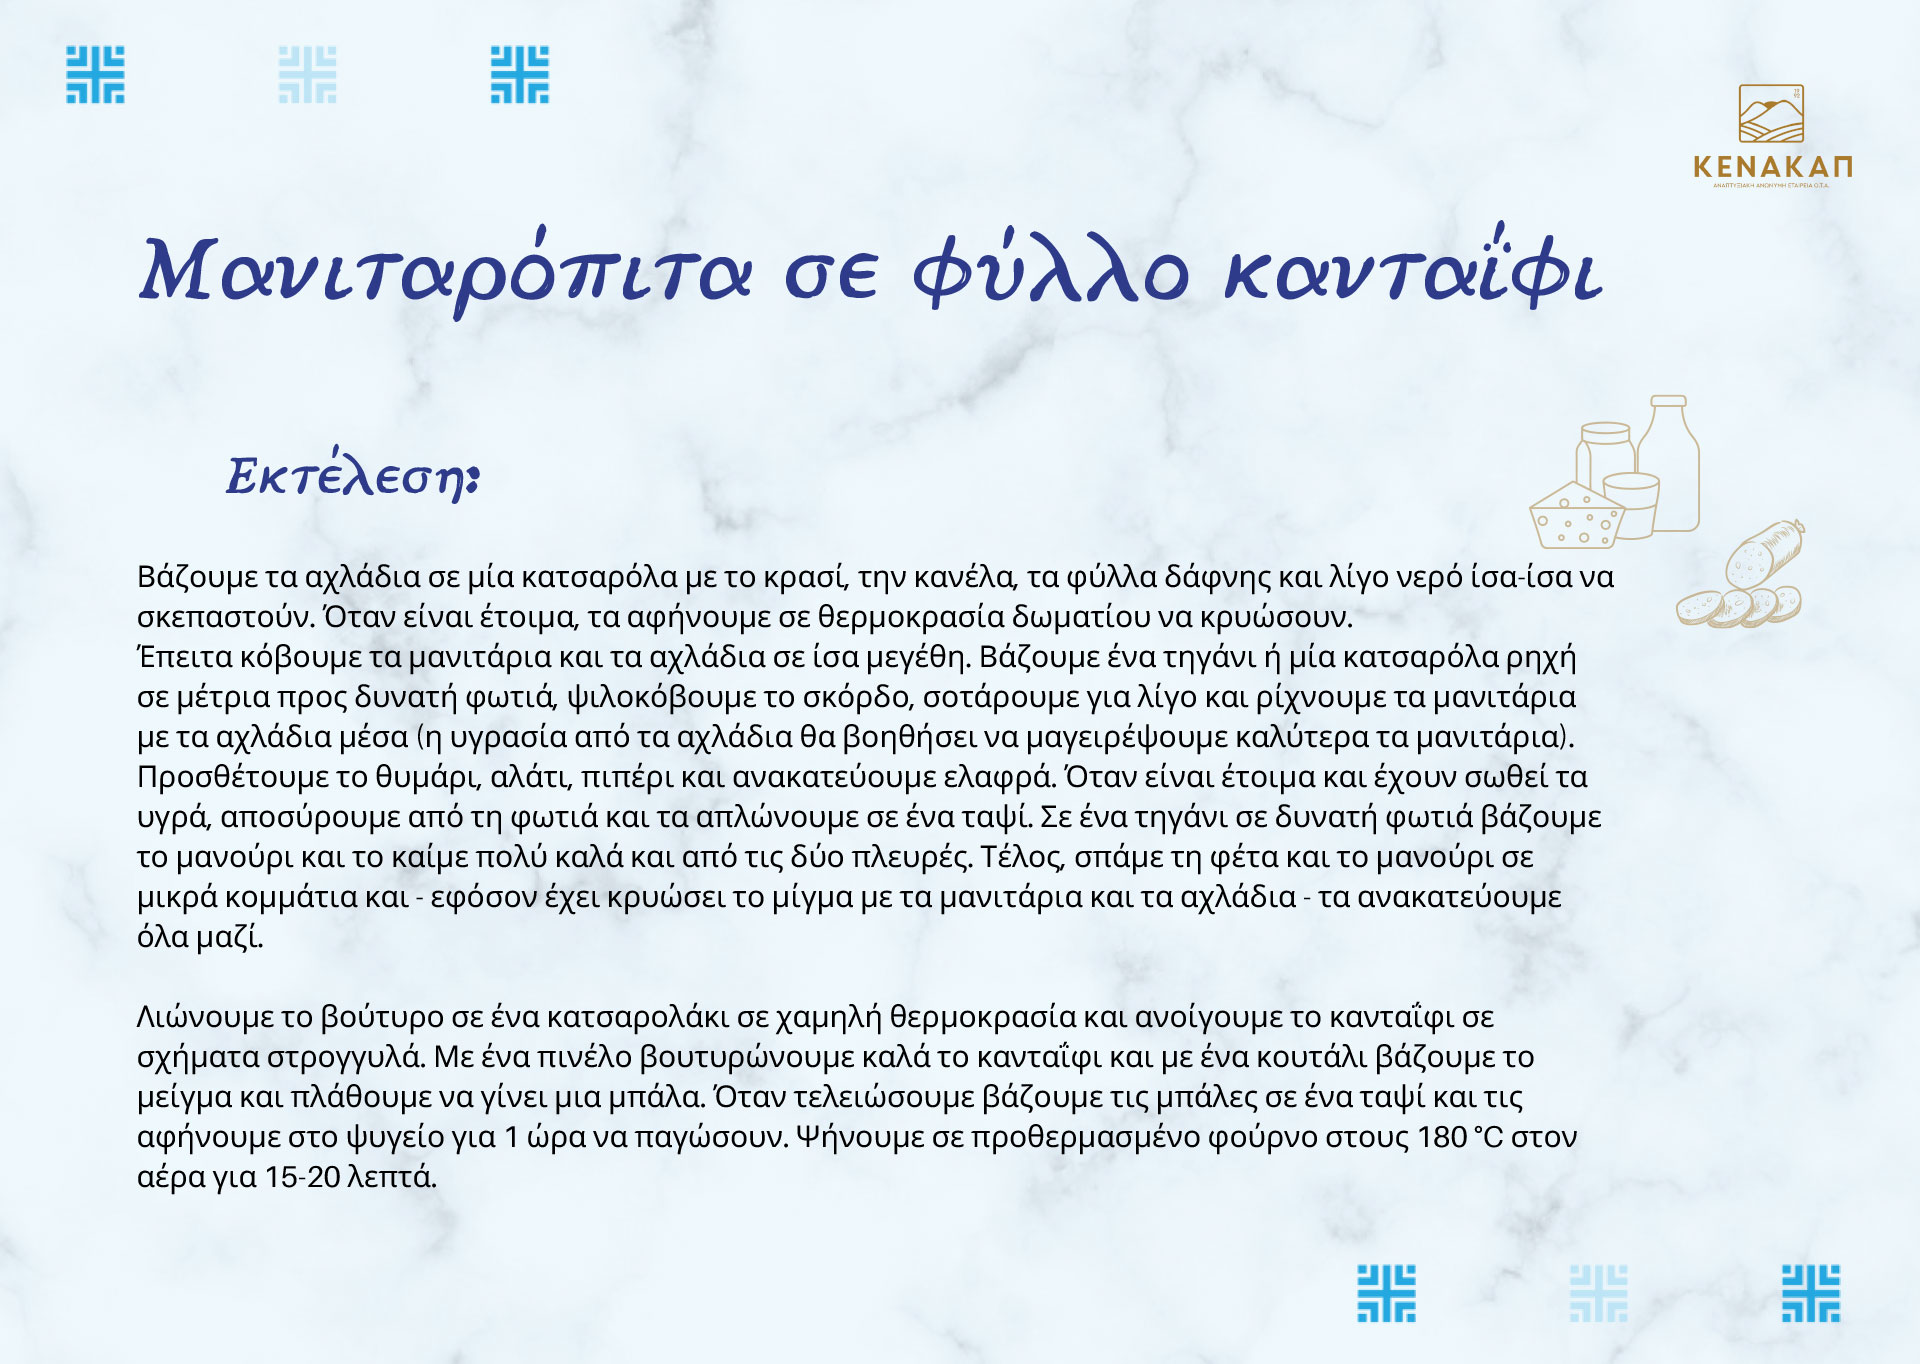 ΚΕΝΑΚΑΠ
ΑΝΑΠΤΥΞΙΑΚΗ ΑΝΩΝΥΜΗ ΕΤΑΙΡΕΙΑ Ο.Τ.Α.
Μανιταρόπιτα σε φύλλο κανταΐφι
Εκτέλεση:
Βάζουμε τα αχλάδια σε μία κατσαρόλα με το κρασί, την κανέλα, τα φύλλα δάφνης και λίγο νερό ίσα-ίσα να
σκεπαστούν. Όταν είναι έτοιμα, τα αφήνουμε σε θερμοκρασία δωματίου να κρυώσουν.
Έπειτα κόβουμε τα μανιτάρια και τα αχλάδια σε ίσα μεγέθη. Βάζουμε ένα τηγάνι ή μία κατσαρόλα ρηχή
σε μέτρια προς δυνατή φωτιά, ψιλοκόβουμε το σκόρδο, σοτάρουμε για λίγο και ρίχνουμε τα μανιτάρια
με τα αχλάδια μέσα (η υγρασία από τα αχλάδια θα βοηθήσει να μαγειρέψουμε καλύτερα τα μανιτάρια).
Προσθέτουμε το θυμάρι, αλάτι, πιπέρι και ανακατεύουμε ελαφρά. Όταν είναι έτοιμα και έχουν σωθεί τα
υγρά, αποσύρουμε από τη φωτιά και τα απλώνουμε σε ένα ταψί. Σε ένα τηγάνι σε δυνατή φωτιά βάζουμε
το μανούρι και το καίμε πολύ καλά και από τις δύο πλευρές. Τέλος, σπάμε τη φέτα και το μανούρι σε
μικρά κομμάτια και - εφόσον έχει κρυώσει το μίγμα με τα μανιτάρια και τα αχλάδια - τα ανακατεύουμε
όλα μαζί.
Λιώνουμε το βούτυρο σε ένα κατσαρολάκι σε χαμηλή θερμοκρασία και ανοίγουμε το κανταΐφι σε
σχήματα στρογγυλά. Με ένα πινέλο βουτυρώνουμε καλά το κανταΐφι και με ένα κουτάλι βάζουμε το
μείγμα και πλάθουμε να γίνει μια μπάλα. Όταν τελειώσουμε βάζουμε τις μπάλες σε ένα ταψί και τις
αφήνουμε στο ψυγείο για 1 ώρα να παγώσουν. Ψήνουμε σε προθερμασμένο φούρνο στους 180 °C στον
αέρα για 15-20 λεπτά.